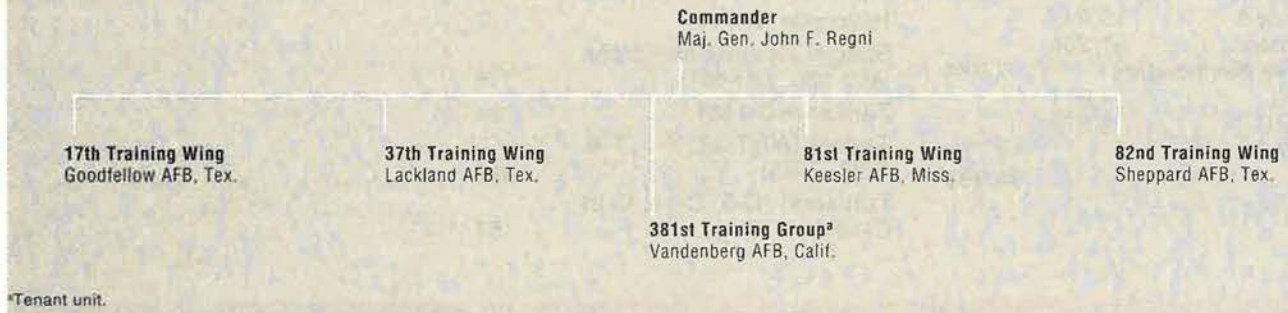 Commander
Maj. Gen. John F. Regni
17th Training Wing
Goodfellow AFB, Tex.
37th Training Wing
Lackland AFB, Tex.
381st Training Groupᵃ
Vandenberg AFB, Calif.
81st Training Wing
Keesler AFB, Miss.
82nd Training Wing
Sheppard AFB, Tex.
ᵃTenant unit.